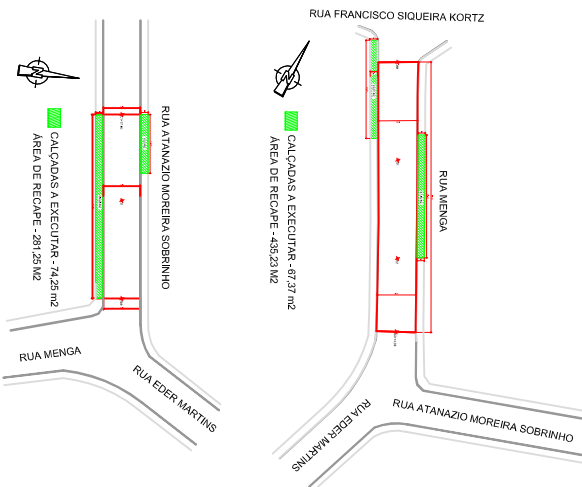 RUA FRANCISCO SIQUEIRA KORTZ
N
RUA ATANAZIO MOREIRA SOBRINHO
CALÇADAS A EXECUTAR - 74,25 m2
ÁREA DE RECAPE - 281,25 M2
RUA MENGA
RUA EDER MARTINS
N
RUA MENGA
CALÇADAS A EXECUTAR - 67,37 m2
ÁREA DE RECAPE - 435,23 M2
RUA EDER MARTINS
RUA ATANAZIO MOREIRA SOBRINHO